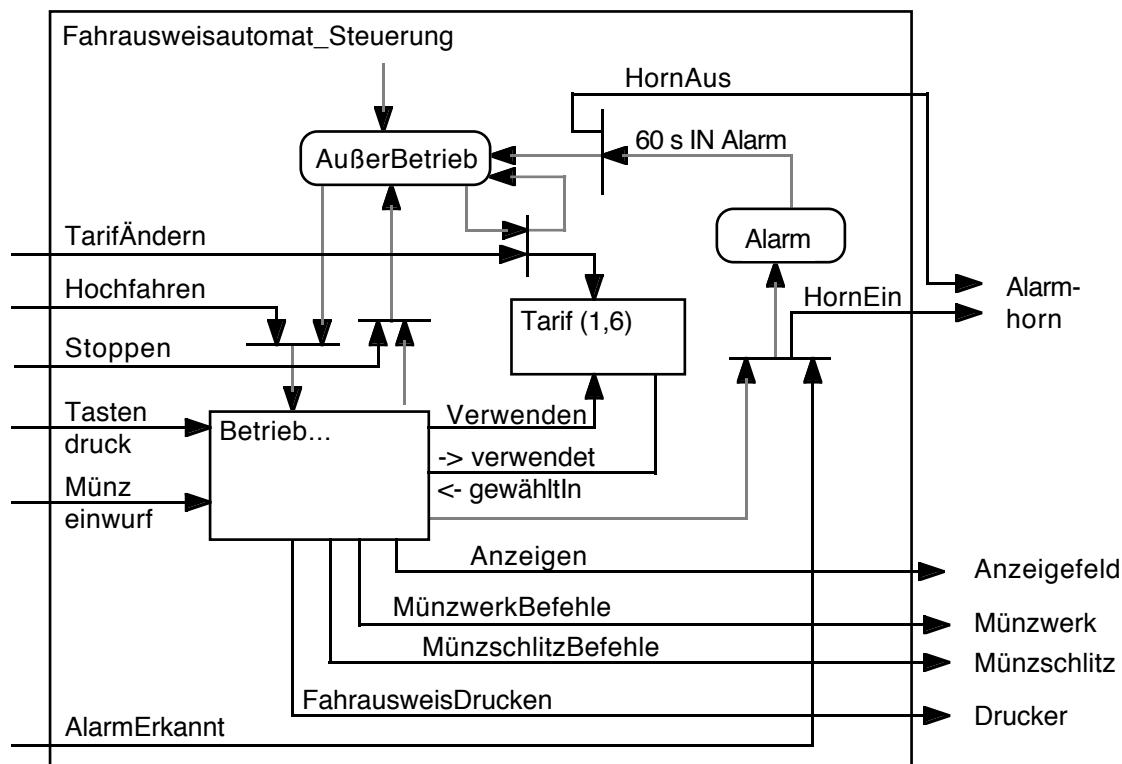 Fahrausweisautomat_Steuerung
HornAus
60 s IN Alarm
AußerBetrieb
TarifÄndern
Alarm
Hochfahren
HornEin
Alarm-
horn
Tarif (1,6)
Stoppen
Tasten
druck
Betrieb...
Verwenden
-> verwendet
<- gewähltIn
Münz
einwurf
Anzeigen
Anzeigefeld
MünzwerkBefehle
Münzwerk
MünzschlitzBefehle
Münzschlitz
FahrausweisDrucken
Drucker
AlarmErkannt